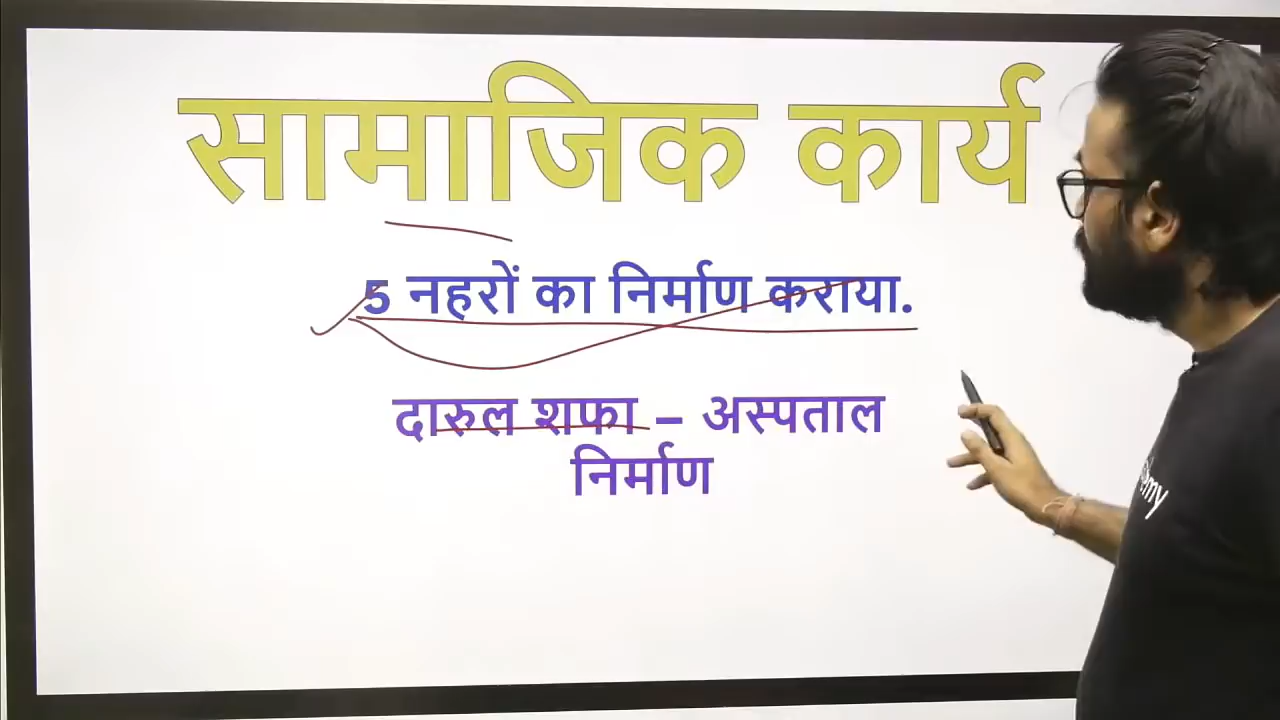 सामाजिक कार्य
5 नहरों का निर्माण कराया.
दारुल शफा – अस्पताल
निर्माण